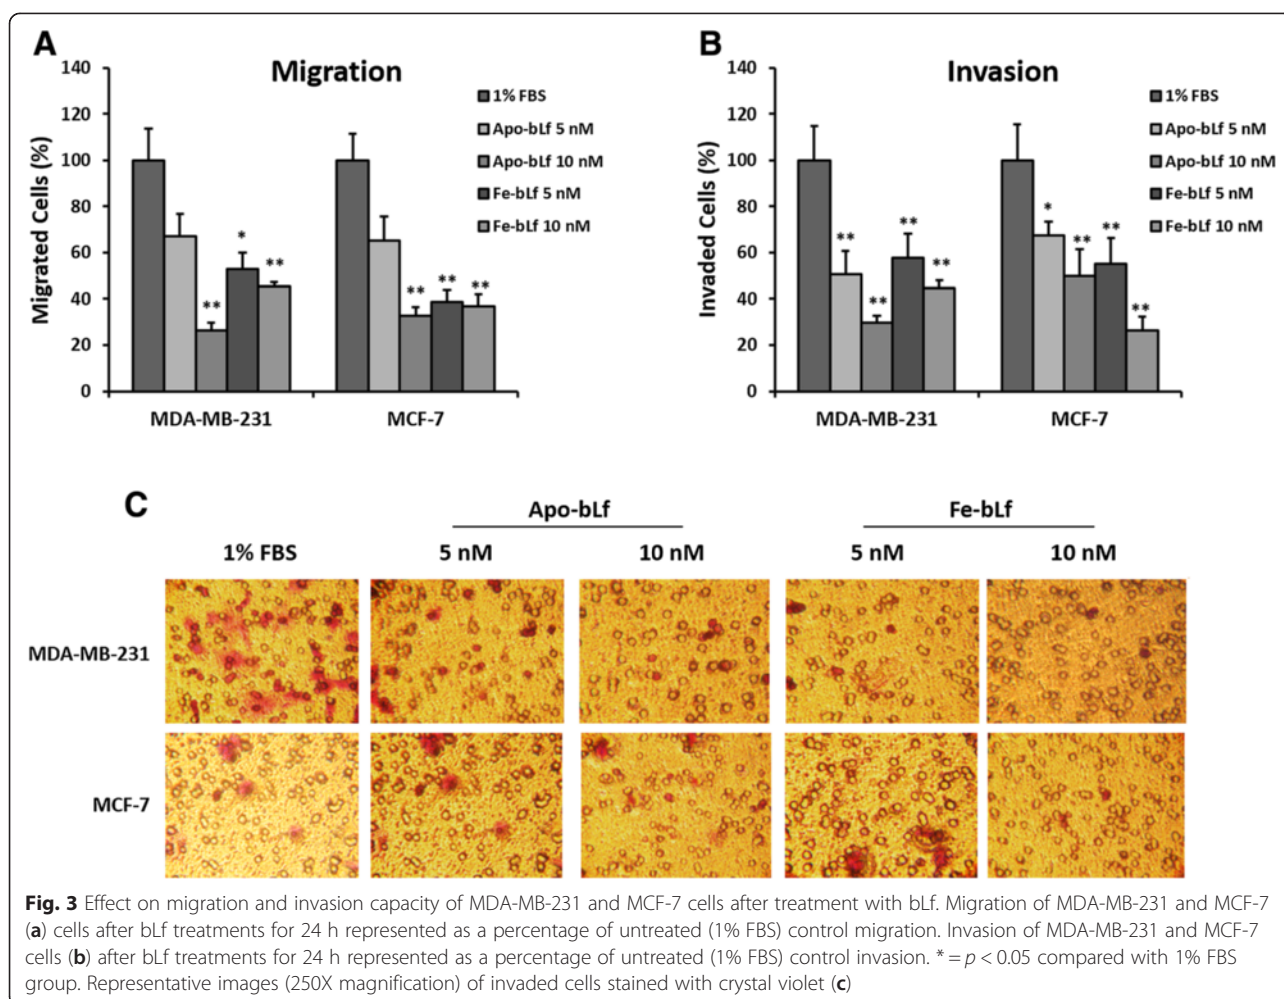 A
Migration
140
120
100
80
60
40
20
0
Migrated Cells (%)
1% FBS
Apo-bLf 5 nM
Apo-bLf 10 nM
Fe-bLf 5 nM
Fe-bLf 10 nM
*
**
**
**
**
**
MDA-MB-231
MCF-7
B
Invasion
140
120
100
80
60
40
20
0
Invaded Cells (%)
1% FBS
Apo-bLf 5 nM
Apo-bLf 10 nM
Fe-bLf 5 nM
Fe-bLf 10 nM
**
**
**
**
*
**
**
**
MDA-MB-231
MCF-7
C
Apo-bLf
Fe-bLf
1% FBS
5 nM
10 nM
5 nM
10 nM
MDA-MB-231
MCF-7
Fig. 3 Effect on migration and invasion capacity of MDA-MB-231 and MCF-7 cells after treatment with bLf. Migration of MDA-MB-231 and MCF-7
(a) cells after bLf treatments for 24 h represented as a percentage of untreated (1% FBS) control migration. Invasion of MDA-MB-231 and MCF-7
cells (b) after bLf treatments for 24 h represented as a percentage of untreated (1% FBS) control invasion. * = p < 0.05 compared with 1% FBS
group. Representative images (250X magnification) of invaded cells stained with crystal violet (c)